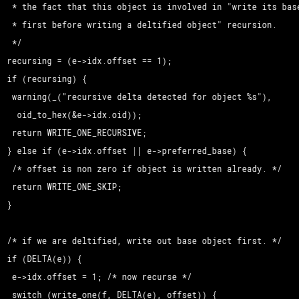 * the fact that this object is involved in "write its base
* first before writing a deltified object" recursion.
*/
recursing = (e->idx.offset == 1);
if (recursing) {
warning(_("recursive delta detected for object %s"),
oid_to_hex(&e->idx.oid));
return WRITE_ONE_RECURSIVE;
} else if (e->idx.offset || e->preferred_base) {
/* offset is non zero if object is written already. */
return WRITE_ONE_SKIP;
}
/* if we are deltified, write out base object first. */
if (DELTA(e)) {
e->idx.offset = 1; /* now recurse */
switch (write_one(f, DELTA(e), offset)) {